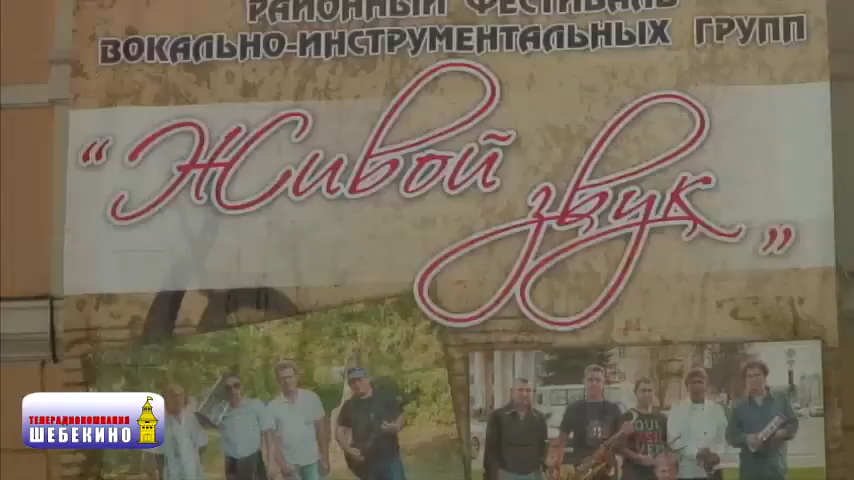 РАЙОННЫЙ ФЕСТИВАЛЬ
ВОКАЛЬНО-ИНСТРУМЕНТАЛЬНЫХ ГРУПП
“Живой
звук”
ТЕЛЕРАДИОКОМПАНИЯ
ШЕБЕКИНО